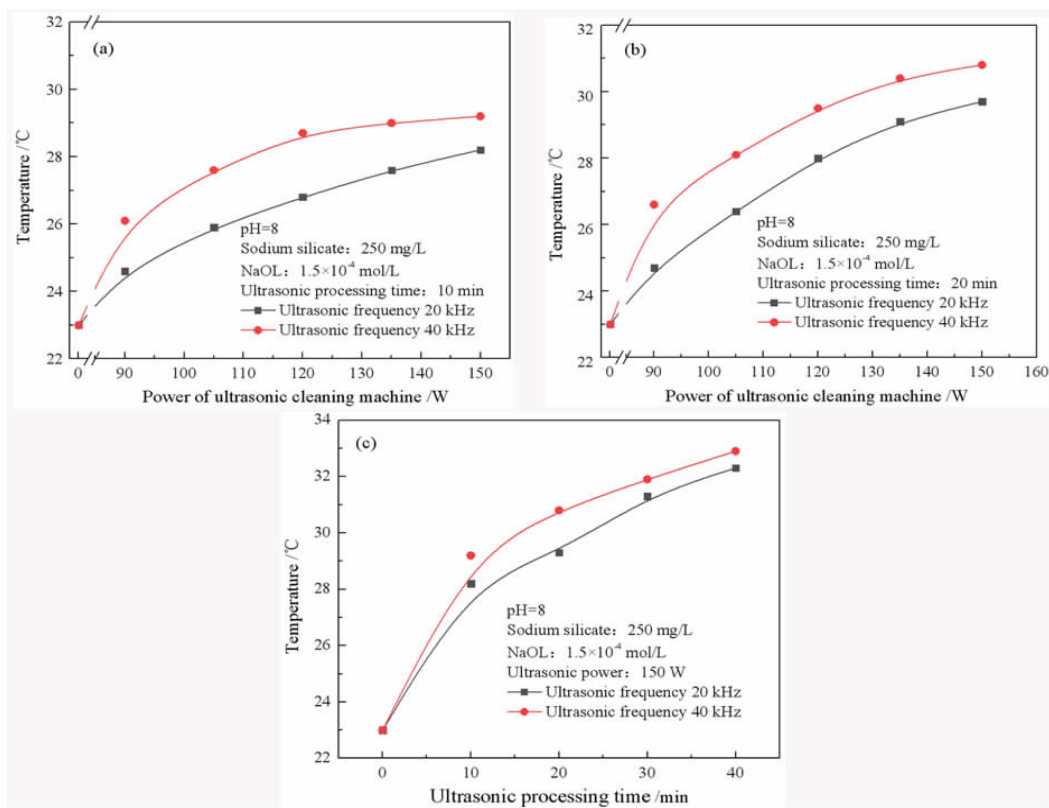 (a)
32
30
28
26
24
22
Temperature /℃
pH=8
Sodium silicate：250 mg/L
NaOL：1.5×10⁻⁴ mol/L
Ultrasonic processing time：10 min
Ultrasonic frequency 20 kHz
Ultrasonic frequency 40 kHz
0 90 100 110 120 130 140 150
Power of ultrasonic cleaning machine /W
(b)
32
30
28
26
24
22
Temperature /℃
pH=8
Sodium silicate：250 mg/L
NaOL：1.5×10⁻⁴ mol/L
Ultrasonic processing time：20 min
Ultrasonic frequency 20 kHz
Ultrasonic frequency 40 kHz
0 90 100 110 120 130 140 150 160
Power of ultrasonic cleaning machine /W
(c)
34
32
30
28
26
24
22
Temperature /℃
pH=8
Sodium silicate：250 mg/L
NaOL：1.5×10⁻⁴ mol/L
Ultrasonic power：150 W
Ultrasonic frequency 20 kHz
Ultrasonic frequency 40 kHz
0 10 20 30 40
Ultrasonic processing time /min